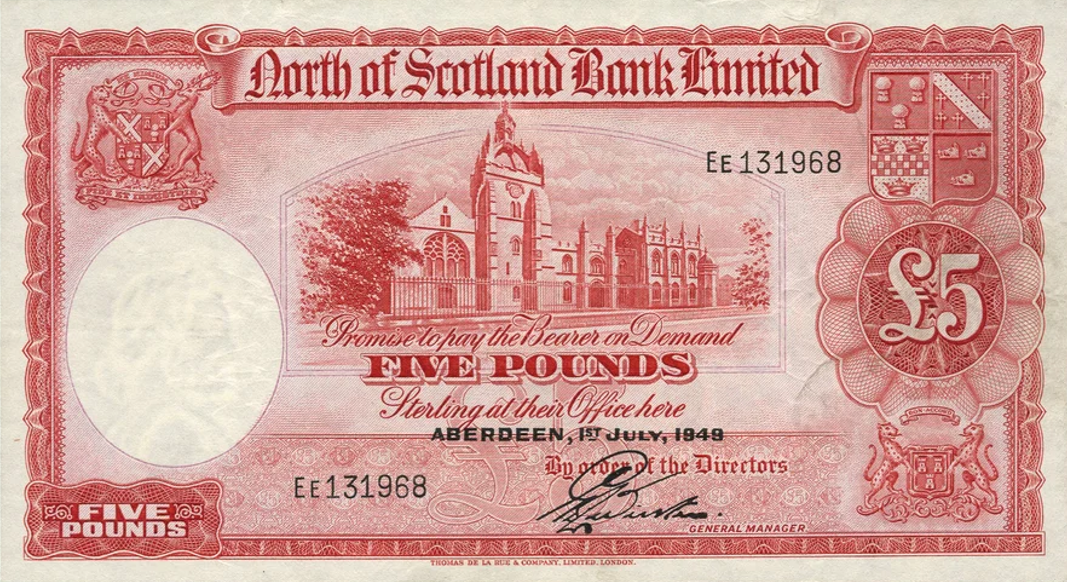 North of Scotland Bank Limited
EE 131968
£5
Promise to pay the Bearer on Demand
FIVE POUNDS
Sterling at their Office here
ABERDEEN, 1ST JULY, 1949
By order of the Directors
EE 131968
GENERAL MANAGER
FIVE
POUNDS
THOMAS DE LA RUE & COMPANY, LIMITED, LONDON.